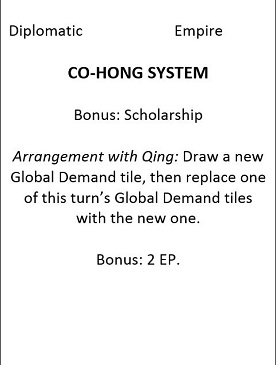 Diplomatic Empire
CO-HONG SYSTEM
Bonus: Scholarship
Arrangement with Qing: Draw a new
Global Demand tile, then replace one
of this turn’s Global Demand tiles
with the new one.
Bonus: 2 EP.